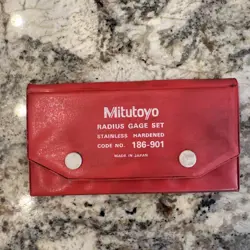 Mitutoyo
RADIUS GAGE SET
STAINLESS HARDENED
CODE NO. 186-901
MADE IN JAPAN